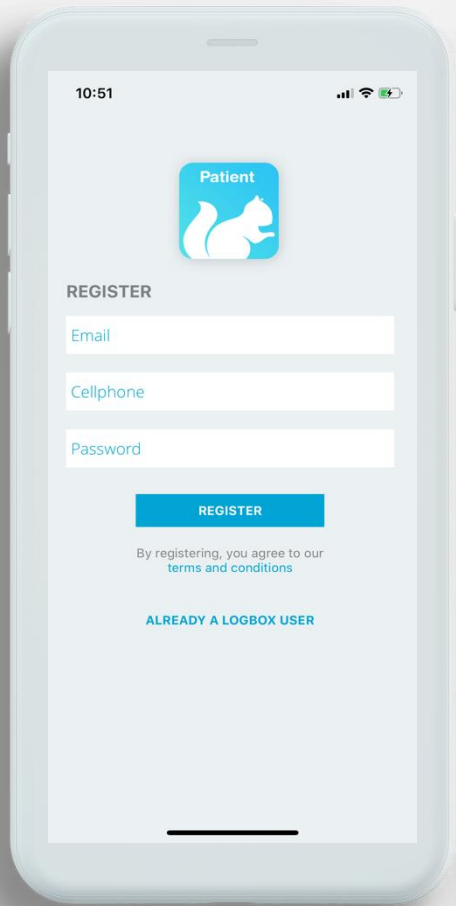 10:51
Patient
REGISTER
Email
Cellphone
Password
REGISTER
By registering, you agree to our
terms and conditions
ALREADY A LOGBOX USER